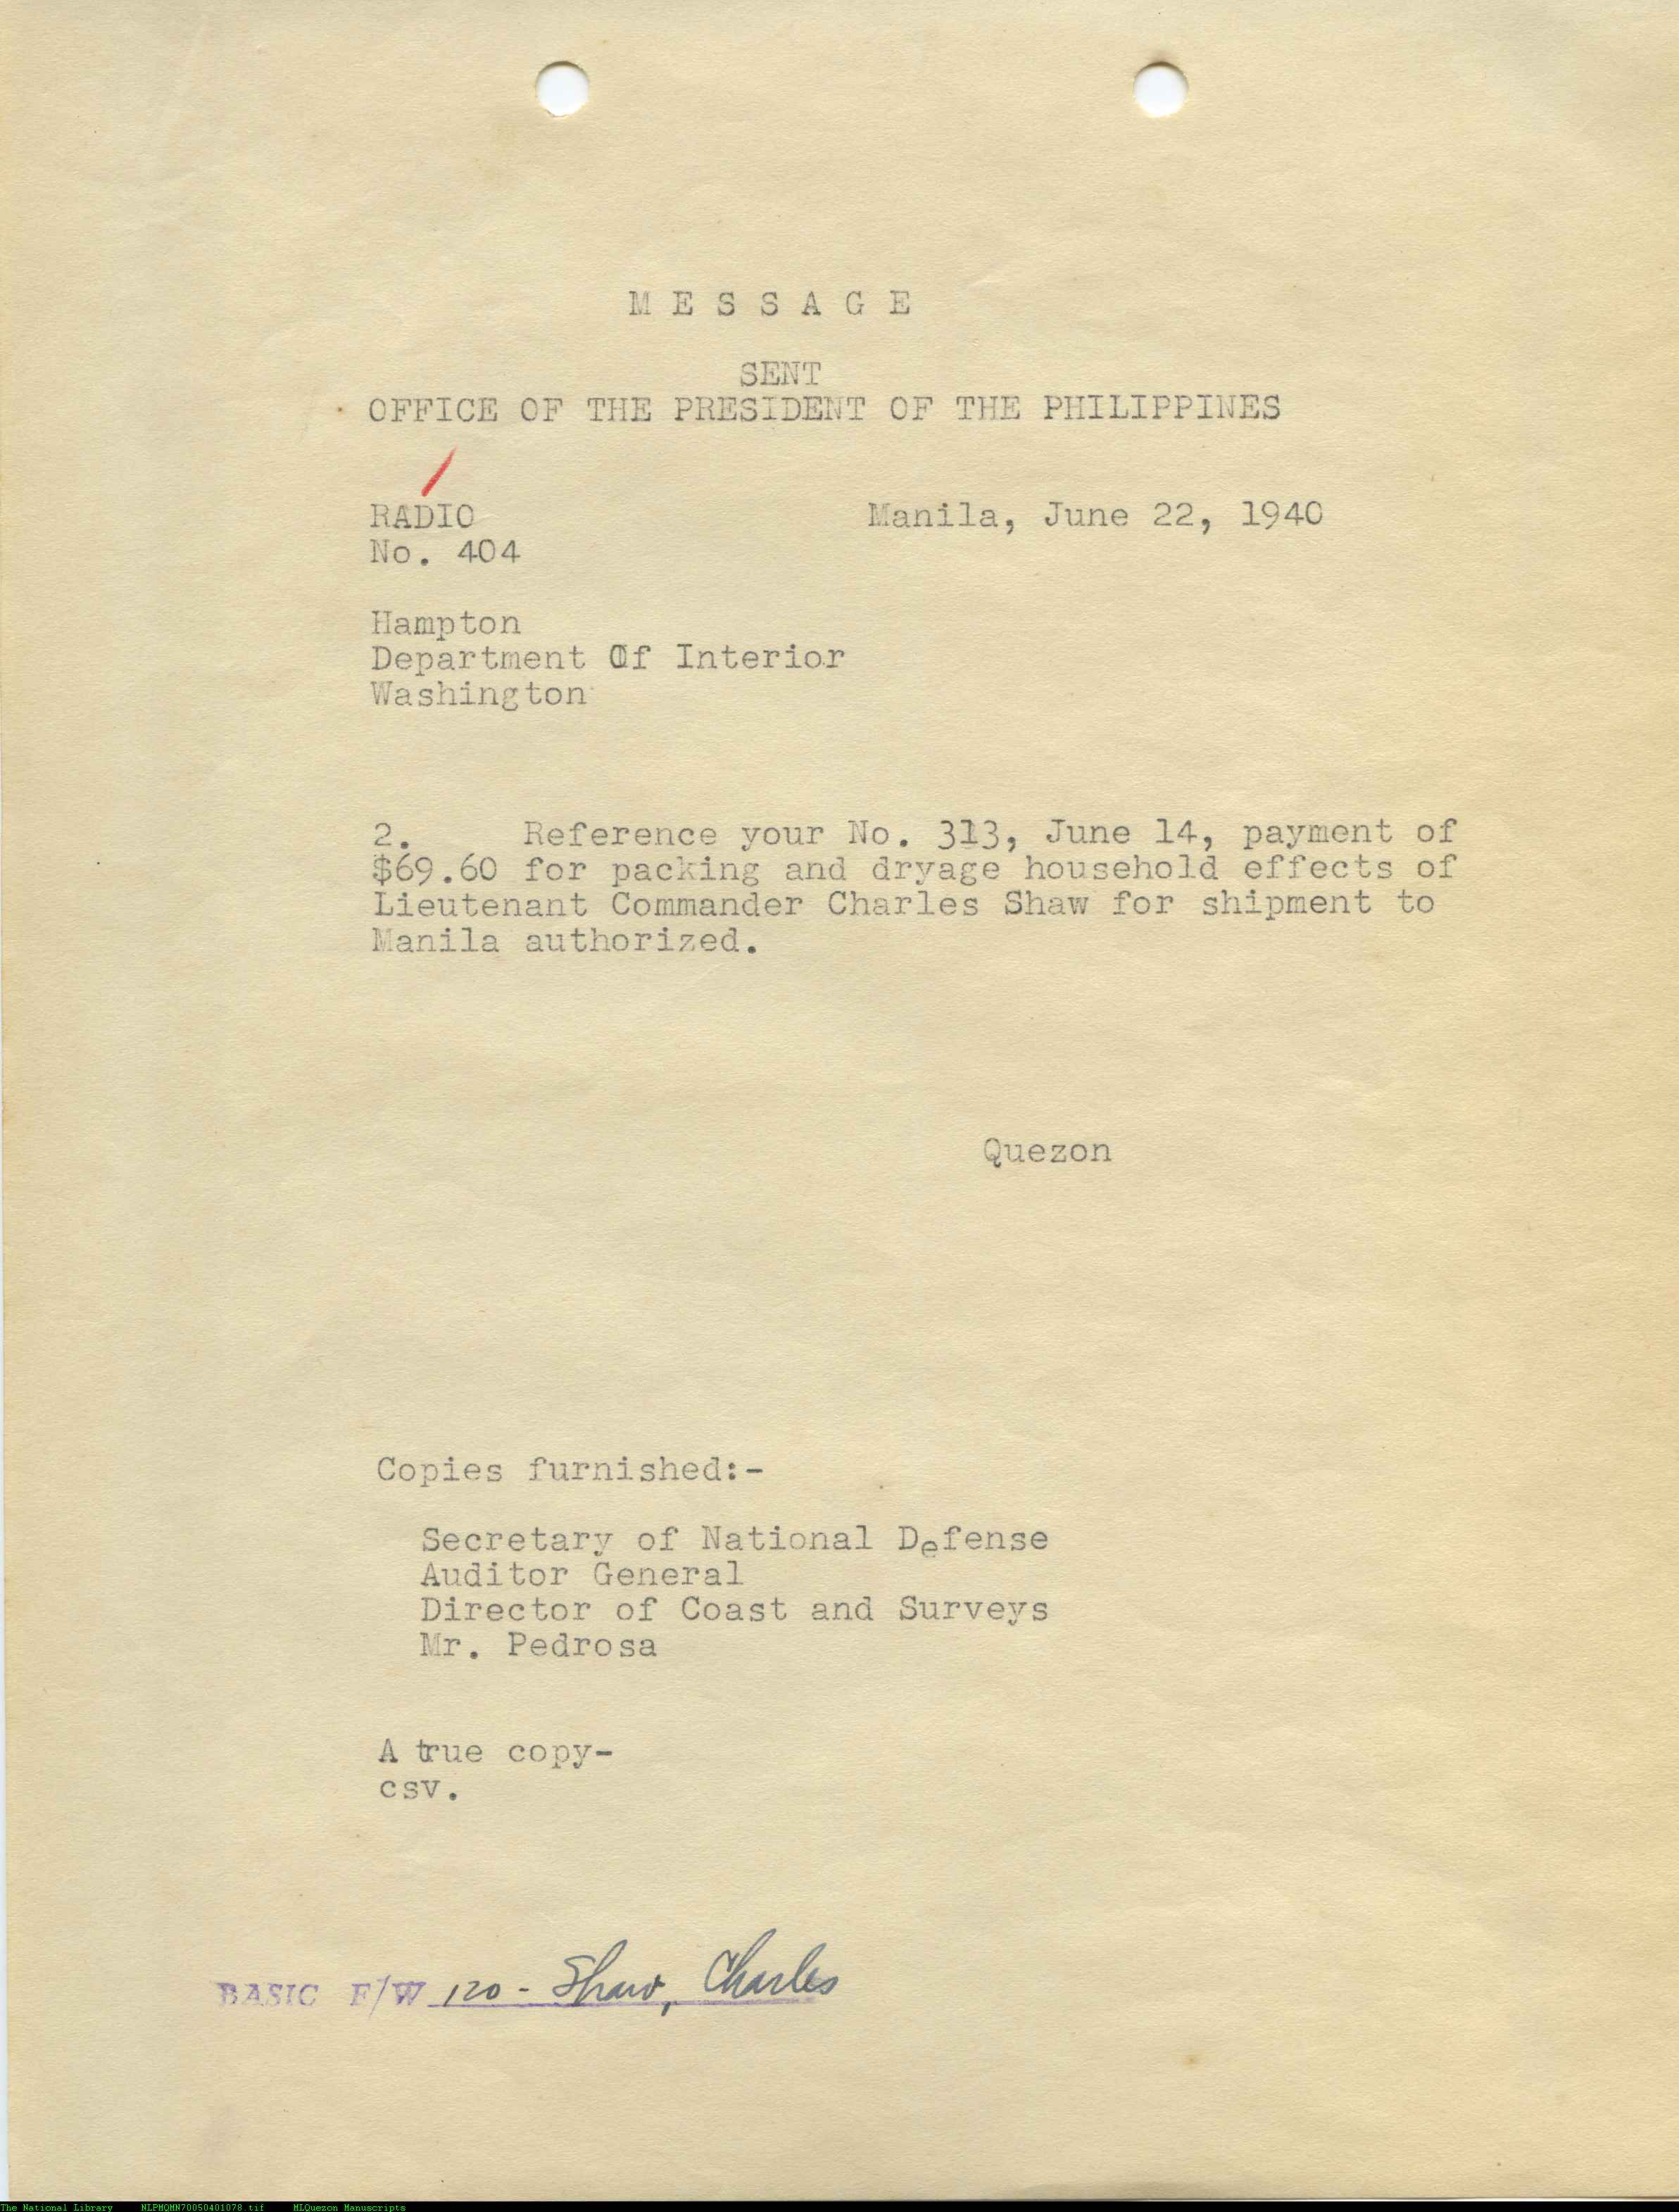 M E S S A G E
SENT
OFFICE OF THE PRESIDENT OF THE PHILIPPINES
RADIO
No. 404
Manila, June 22, 1940
Hampton
Department Of Interior
Washington
2. Reference your No. 313, June 14, payment of
$69.60 for packing and dryage household effects of
Lieutenant Commander Charles Shaw for shipment to
Manila authorized.
Quezon
Copies furnished:-
Secretary of National Defense
Auditor General
Director of Coast and Surveys
Mr. Pedrosa
A true copy-
csv.
BASIC F/W 120 - Shaw, Charles
The National Library NLPMQMN70050401078.tif MLQuezon Manuscripts